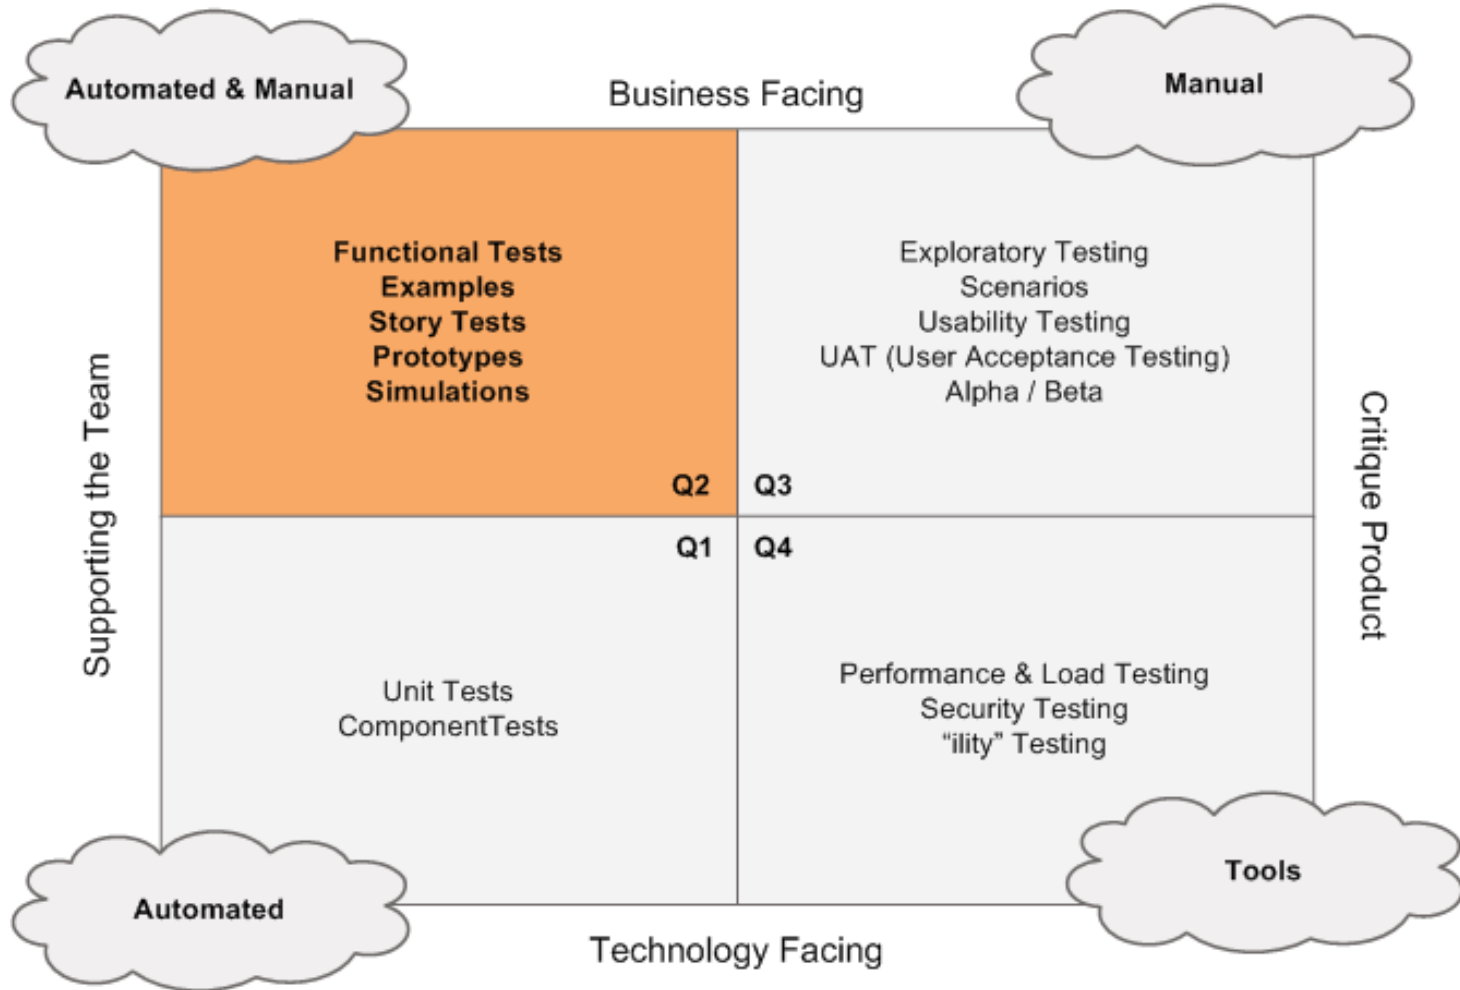 Automated & Manual
Business Facing
Manual
Functional Tests
Examples
Story Tests
Prototypes
Simulations
Q2
Exploratory Testing
Scenarios
Usability Testing
UAT (User Acceptance Testing)
Alpha / Beta
Q3
Supporting the Team
Critique Product
Q1
Unit Tests
ComponentTests
Q4
Performance & Load Testing
Security Testing
“ility” Testing
Automated
Tools
Technology Facing